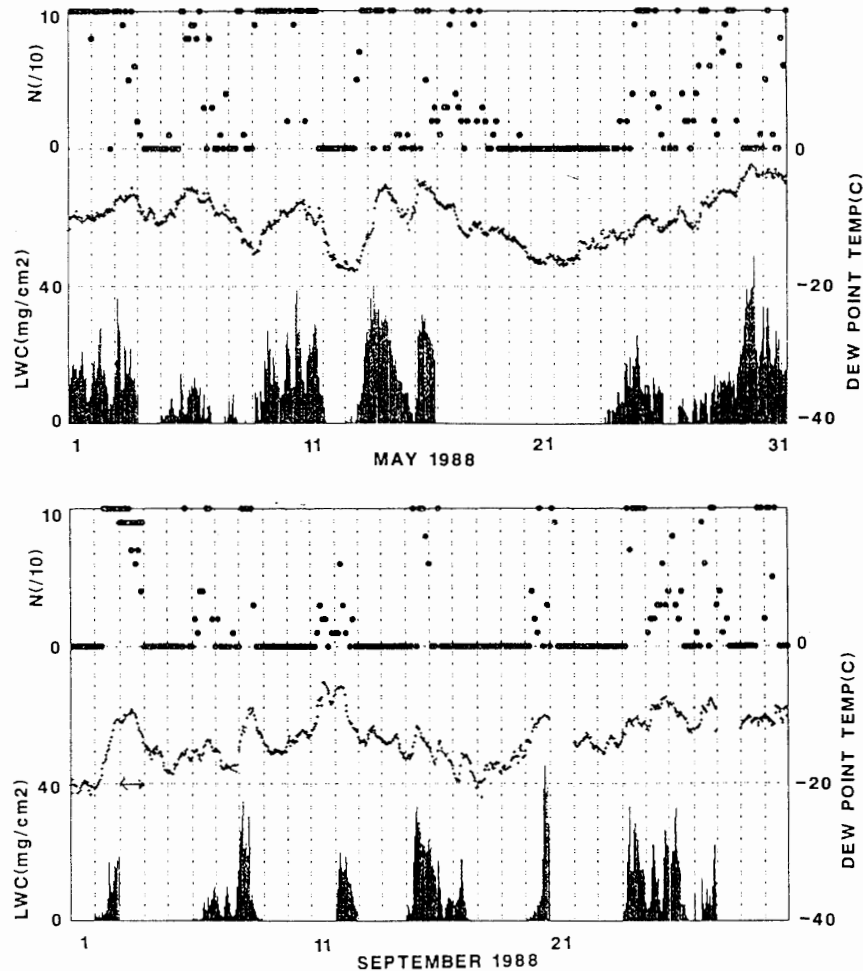 10
N(/10)
0
0
40
LWC(mg/cm2)
0
-20
DEW POINT TEMP(C)
-40
1
11
21
31
MAY 1988
10
N(/10)
0
0
40
LWC(mg/cm2)
0
-20
DEW POINT TEMP(C)
-40
1
11
21
SEPTEMBER 1988